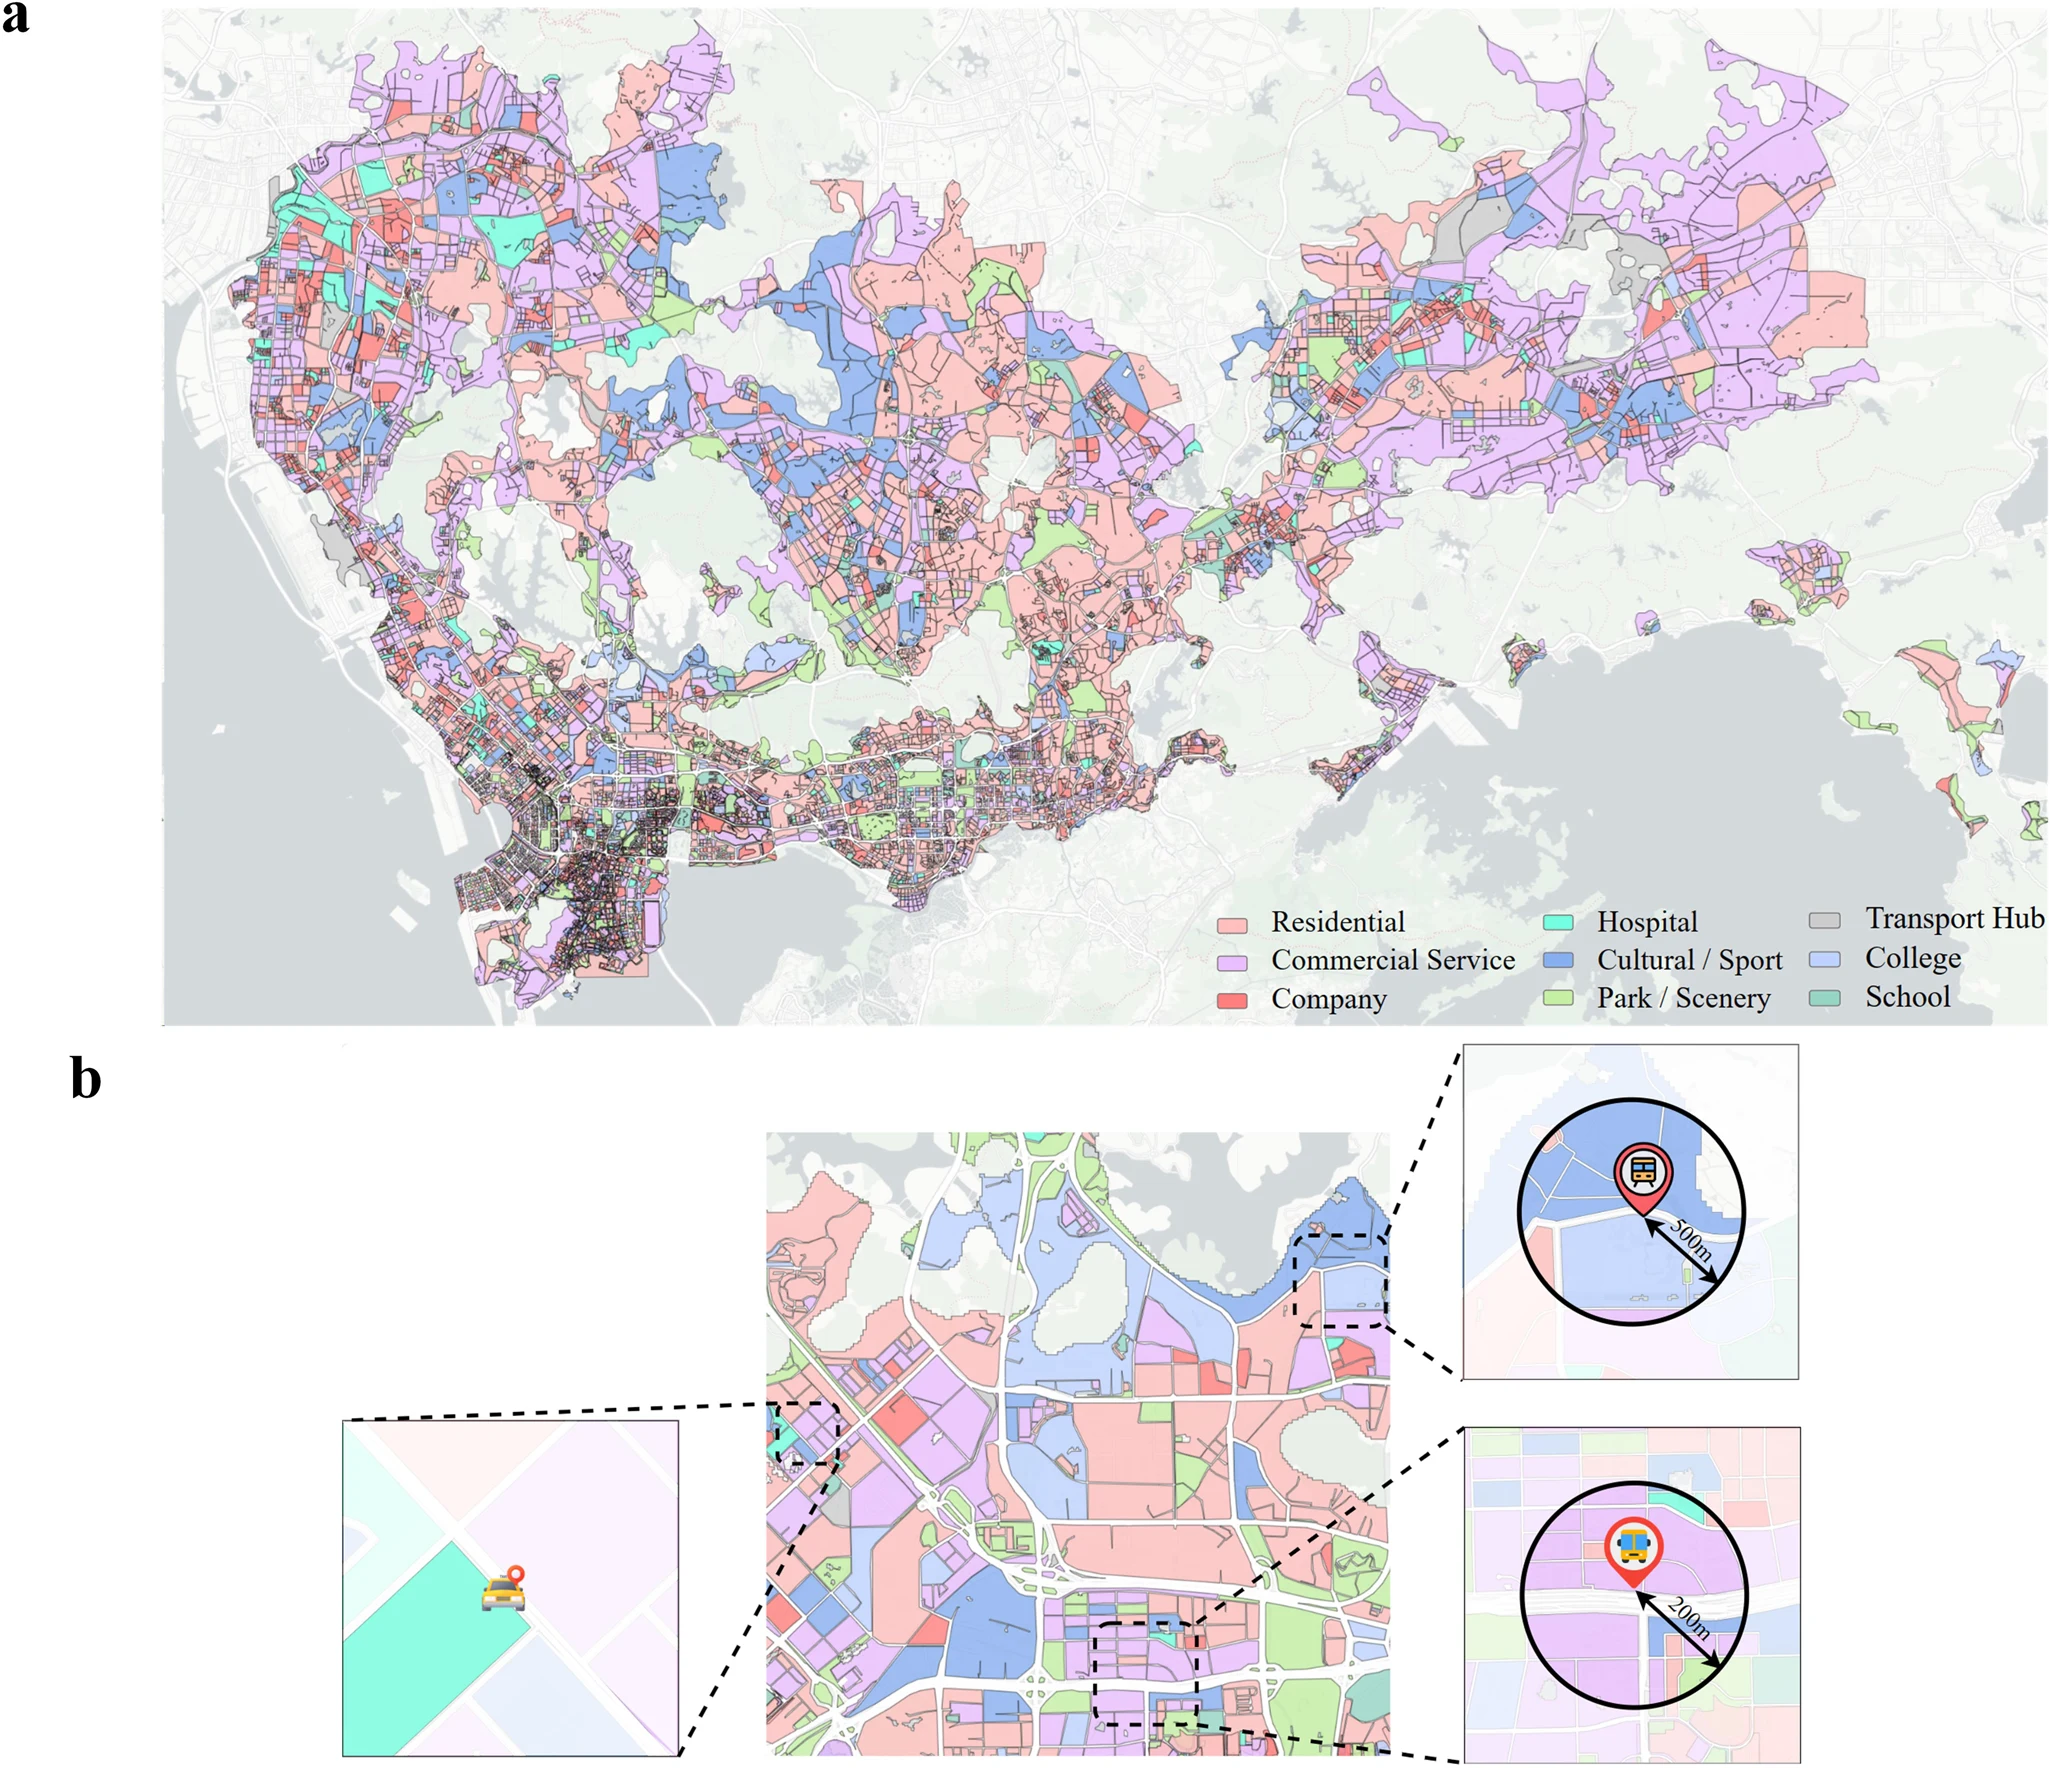 a
Residential
Commercial Service
Company
Hospital
Cultural / Sport
Park / Scenery
Transport Hub
College
School
b
500m
200m